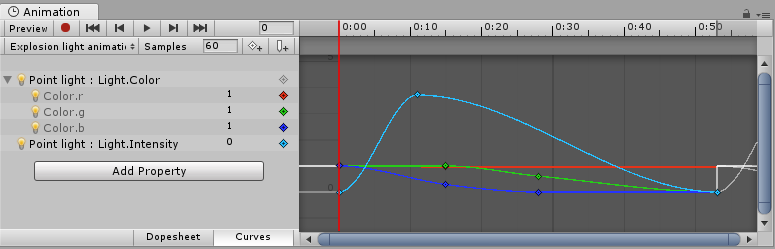 Animation
Preview 0 0:00 0:10 0:20 0:30 0:40 0:50
Explosion light animatio Samples 60
Point light : Light.Color
Color.r 1
Color.g 1
Color.b 1
Point light : Light.Intensity 0
Add Property
0
Dopesheet Curves